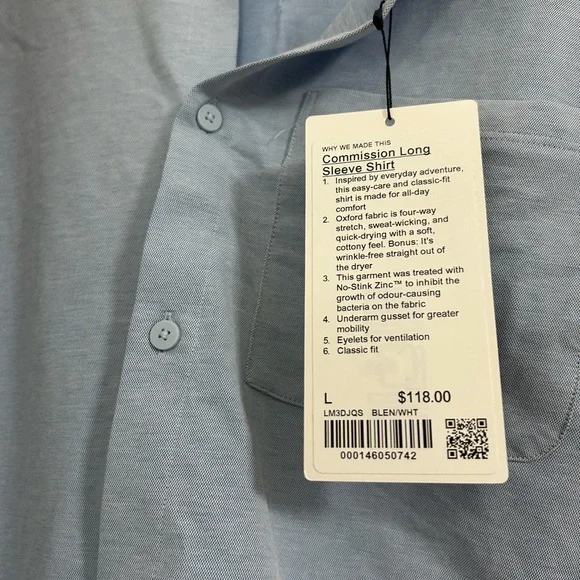 WHY WE MADE THIS
Commission Long
Sleeve Shirt
1. Inspired by everyday adventure,
this easy-care and classic-fit
shirt is made for all-day
comfort
2. Oxford fabric is four-way
stretch, sweat-wicking, and
quick-drying with a soft,
cottony feel. Bonus: It's
wrinkle-free straight out of
the dryer
3. This garment was treated with
No-Stink Zinc™ to inhibit the
growth of odour-causing
bacteria on the fabric
4. Underarm gusset for greater
mobility
5. Eyelets for ventilation
6. Classic fit
L $118.00
LM3DJQS BLEN/WHT
000146050742